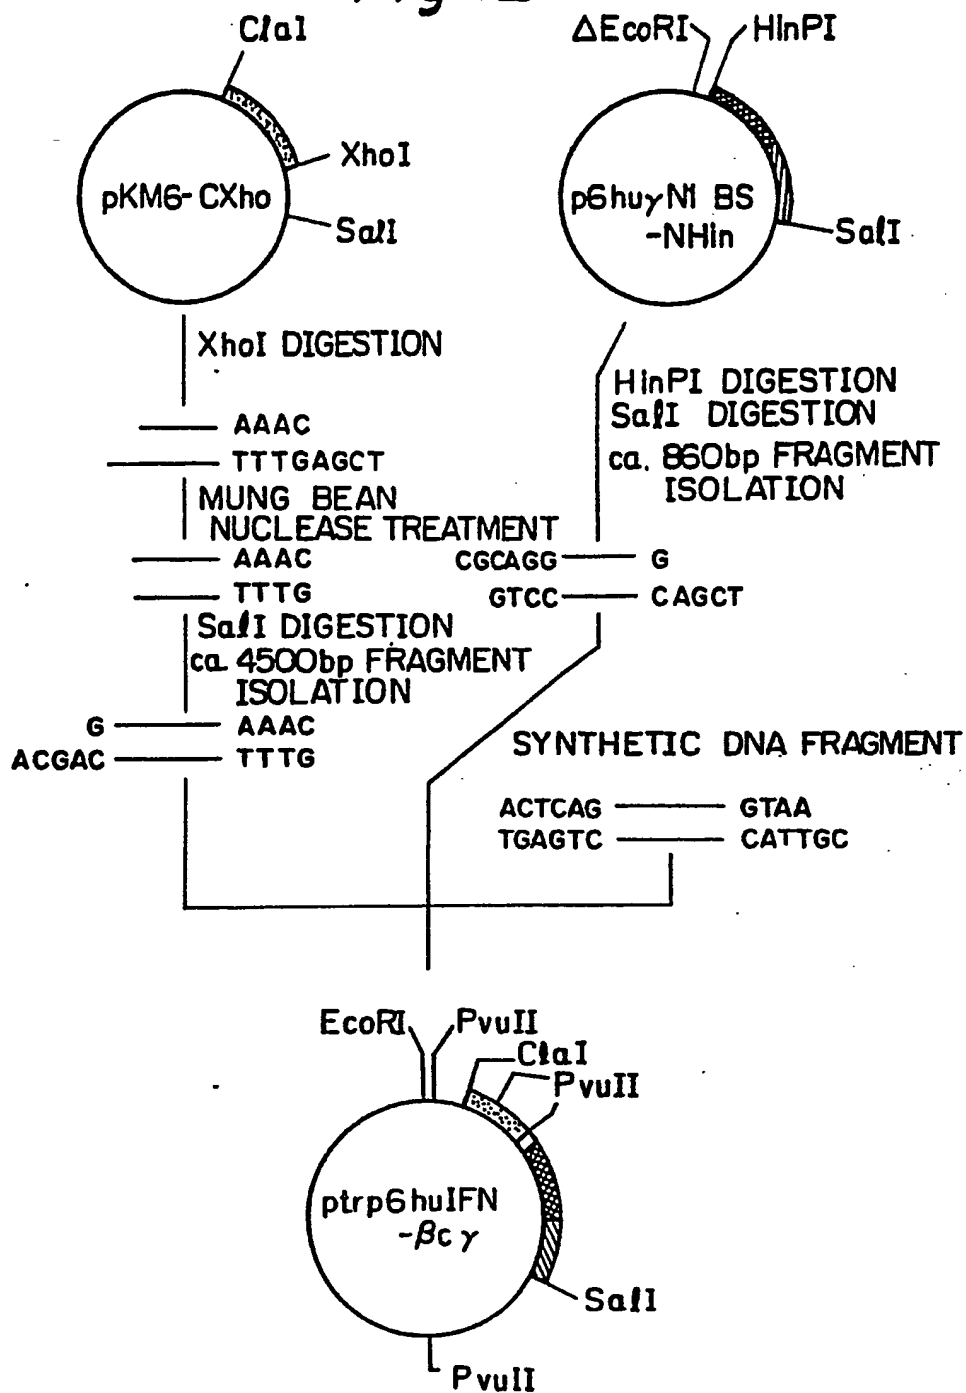 ClaI
XhoI
SalI
pKM6-CXho
ΔEcoRI
HinPI
p6huγN1 BS
-NHin
SalI
XhoI DIGESTION
AAAC
TTTGAGCT
MUNG BEAN
NUCLEASE TREATMENT
AAAC
TTTG
SalI DIGESTION
ca. 4500bp FRAGMENT
ISOLATION
G AAAC
ACGAC TTTG
HinPI DIGESTION
SalI DIGESTION
ca. 860bp FRAGMENT
ISOLATION
CGCAGG G
GTCC CAGCT
SYNTHETIC DNA FRAGMENT
ACTCAG GTAA
TGAGTC CATTGC
EcoRI
PvuII
ClaI
PvuII
ptrp6huIFN
-βcγ
SalI
PvuII